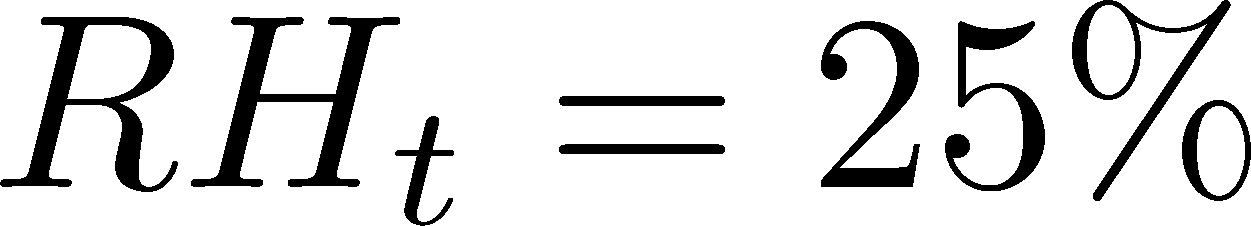 RH_t = 25%